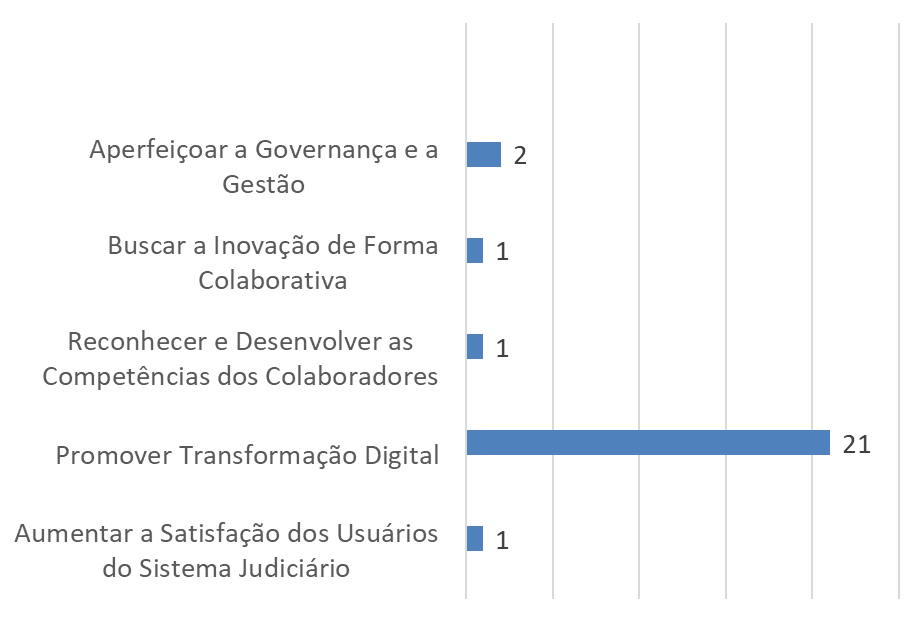 Aperfeiçoar a Governança e a
Gestão
2
Buscar a Inovação de Forma
Colaborativa
1
Reconhecer e Desenvolver as
Competências dos Colaboradores
1
Promover Transformação Digital
21
Aumentar a Satisfação dos Usuários
do Sistema Judiciário
1